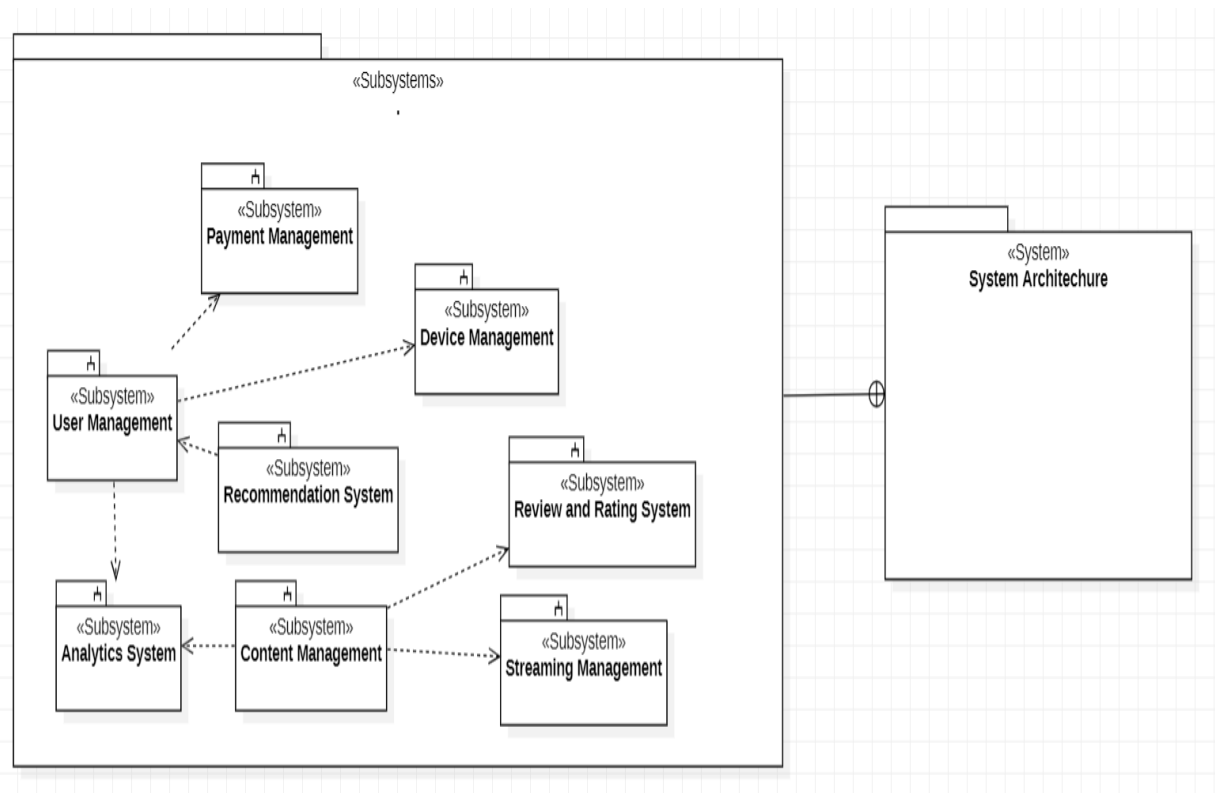 «Subsystems»
.
«Subsystem»
Payment Management
«System»
System Architechure
«Subsystem»
Device Management
«Subsystem»
User Management
«Subsystem»
Recommendation System
«Subsystem»
Review and Rating System
«Subsystem»
Analytics System
«Subsystem»
Content Management
«Subsystem»
Streaming Management